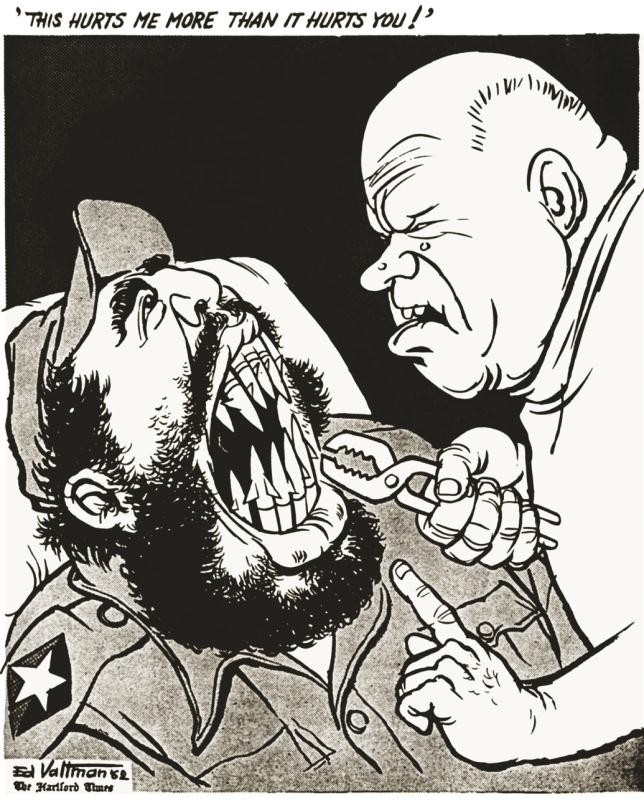 'THIS HURTS ME MORE THAN IT HURTS YOU!'
Ed Valtman '62
The Hartford Times